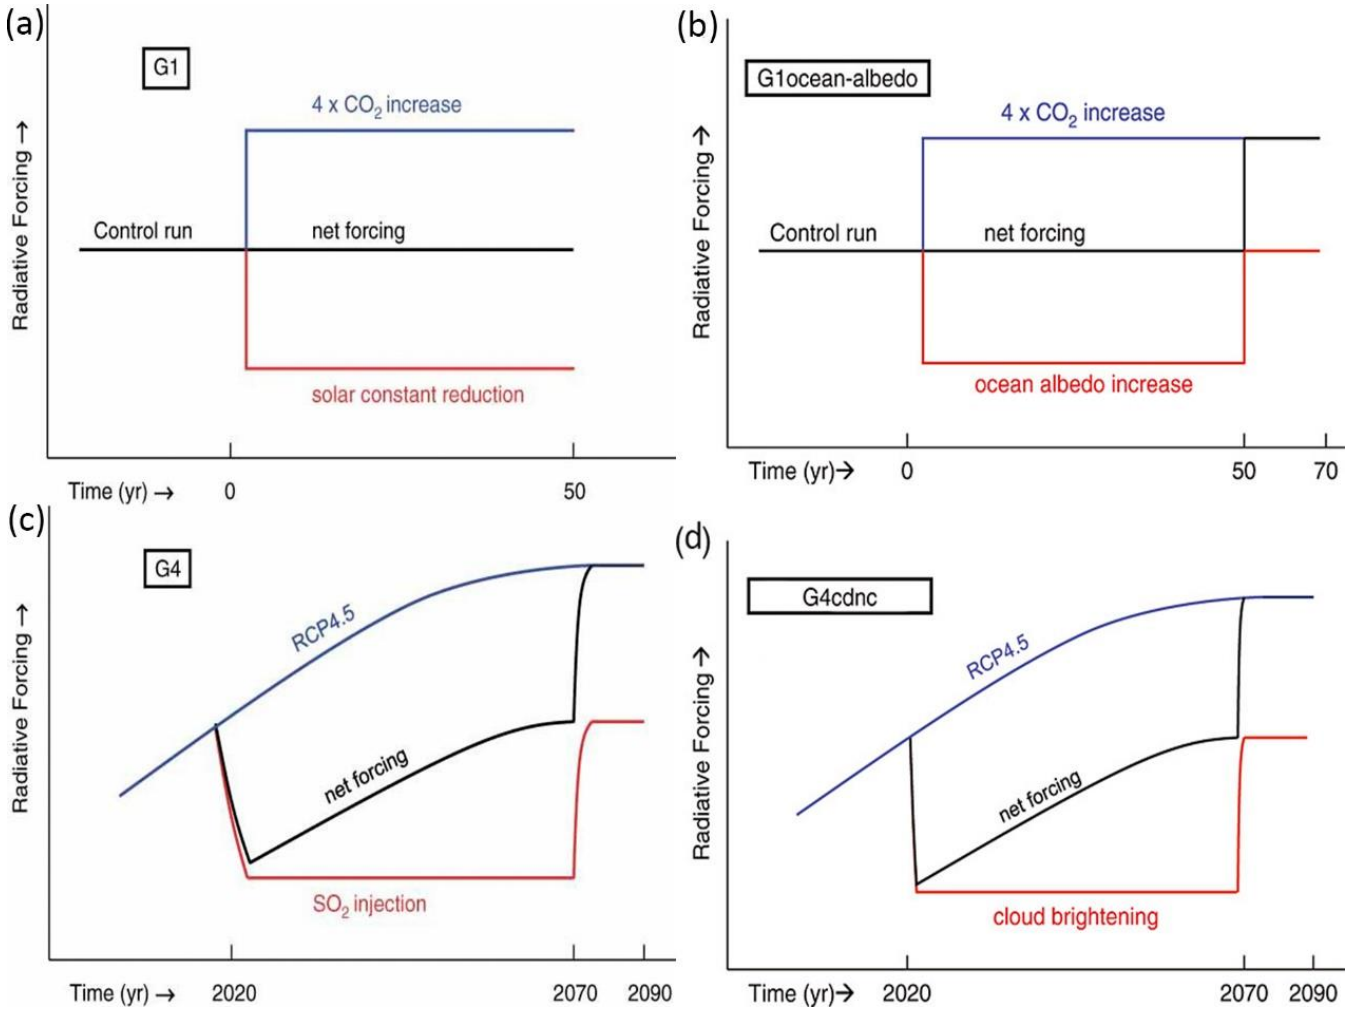 (a)
G1
4 x CO₂ increase
Control run
net forcing
solar constant reduction
Radiative Forcing →
Time (yr) →
0
50
(b)
G1ocean-albedo
4 x CO₂ increase
Control run
net forcing
ocean albedo increase
Radiative Forcing →
Time (yr)→
0
50
70
(c)
G4
RCP4.5
net forcing
SO₂ injection
Radiative Forcing →
Time (yr) →
2020
2070
2090
(d)
G4cdnc
RCP4.5
net forcing
cloud brightening
Radiative Forcing →
Time (yr)→
2020
2070
2090